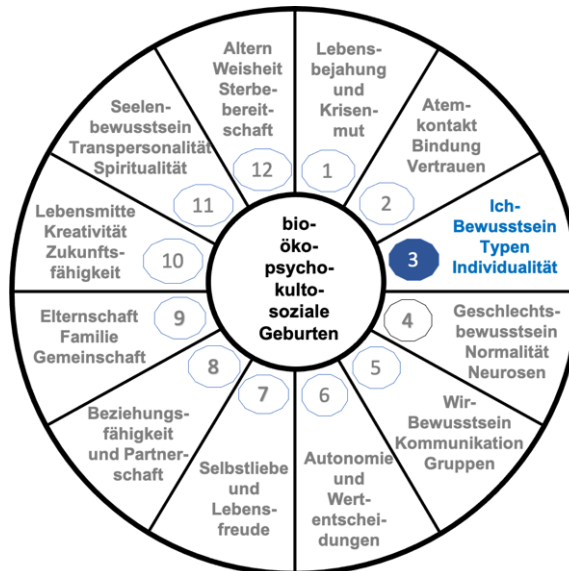 Lebens-
bejahung
und
Krisen-
mut
1
Atem-
kontakt
Bindung
Vertrauen
2
Ich-
Bewusstsein
Typen
Individualität
3
Geschlechts-
bewusstsein
Normalität
Neurosen
4
Wir-
Bewusstsein
Kommunikation
Gruppen
5
Autonomie
und
Wert-
entschei-
dungen
6
Selbstliebe
und
Lebens-
freude
7
Beziehungs-
fähigkeit
und Partner-
schaft
8
Elternschaft
Familie
Gemeinschaft
9
Lebensmitte
Kreativität
Zukunfts-
fähigkeit
10
Seelen-
bewusstsein
Transpersonalität
Spiritualität
11
Altern
Weisheit
Sterbe-
bereit-
schaft
12
bio-
öko-
psycho-
kulto-
soziale
Geburten